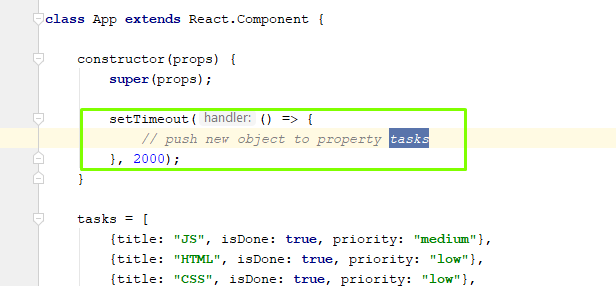 class App extends React.Component {
constructor(props) {
super(props);
setTimeout( handler: () => {
// push new object to property tasks
}, 2000);
}
tasks = [
{title: "JS", isDone: true, priority: "medium"},
{title: "HTML", isDone: true, priority: "low"},
{title: "CSS", isDone: true, priority: "low"},